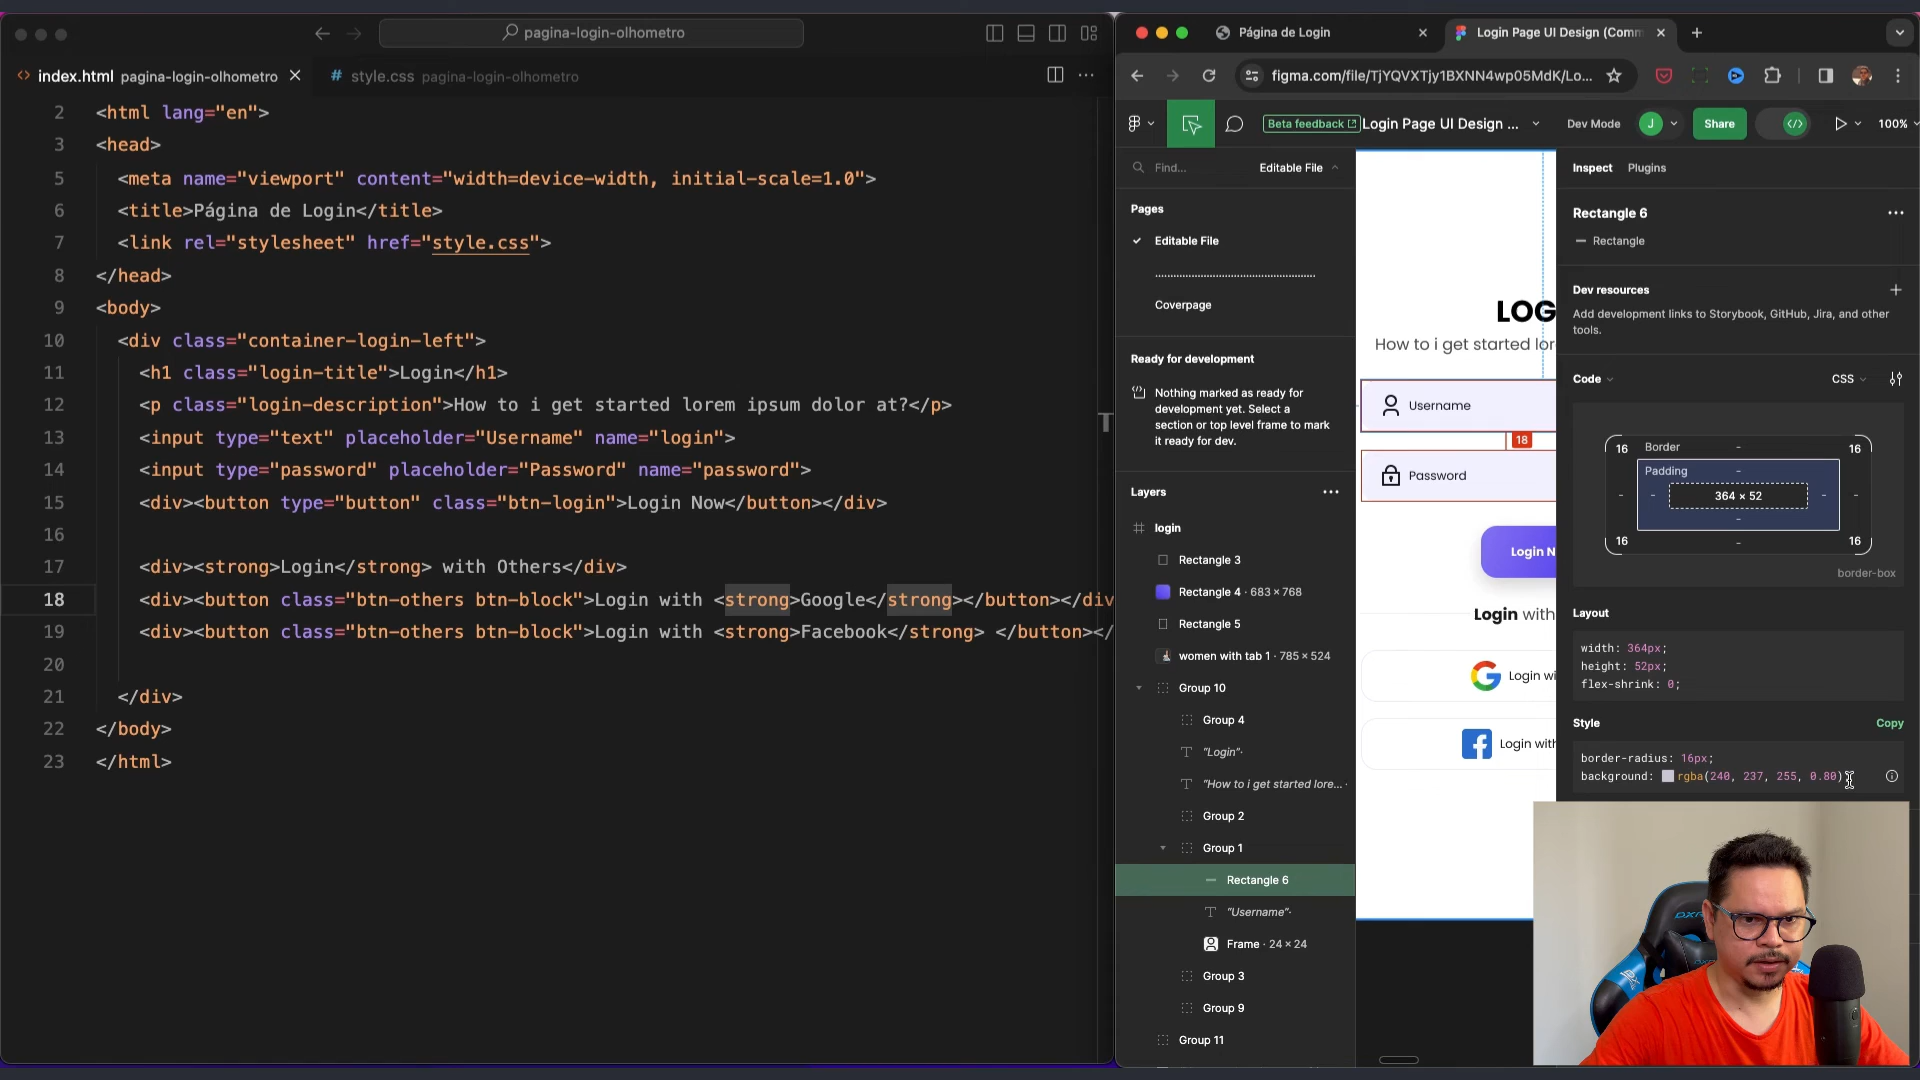 pagina-login-olhometro
index.html pagina-login-olhometro
# style.css pagina-login-olhometro
2 <html lang="en">
3 <head>
5 <meta name="viewport" content="width=device-width, initial-scale=1.0">
6 <title>Página de Login</title>
7 <link rel="stylesheet" href="style.css">
8 </head>
9 <body>
10 <div class="container-login-left">
11 <h1 class="login-title">Login</h1>
12 <p class="login-description">How to i get started lorem ipsum dolor at?</p>
13 <input type="text" placeholder="Username" name="login">
14 <input type="password" placeholder="Password" name="password">
15 <div><button type="button" class="btn-login">Login Now</button></div>
16
17 <div><strong>Login</strong> with Others</div>
18 <div><button class="btn-others btn-block">Login with <strong>Google</strong></button></div
19 <div><button class="btn-others btn-block">Login with <strong>Facebook</strong> </button></
20
21 </div>
22 </body>
23 </html>
Página de Login
Login Page UI Design (Comm
figma.com/file/TjYQVXTjy1BXNN4wp05MdK/Lo...
Beta feedback
Login Page UI Design ...
Dev Mode
J
Share
100%
Find...
Editable File
Pages
Editable File
Coverpage
Ready for development
Nothing marked as ready for
development yet. Select a
section or top level frame to mark
it ready for dev.
Layers
login
Rectangle 3
Rectangle 4 · 683 × 768
Rectangle 5
women with tab 1 · 785 × 524
Group 10
Group 4
"Login"·
"How to i get started lore... ·
Group 2
Group 1
Rectangle 6
"Username"·
Frame · 24 × 24
Group 3
Group 9
Group 11
LOG
How to i get started lor
Username
18
Password
Login N
Login with
Login wi
Login with
Inspect
Plugins
Rectangle 6
Rectangle
Dev resources
Add development links to Storybook, GitHub, Jira, and other
tools.
Code
CSS
16 Border - 16
Padding -
- - 364 × 52 - -
-
16 - 16
border-box
Layout
width: 364px;
height: 52px;
flex-shrink: 0;
Style
Copy
border-radius: 16px;
background: rgba(240, 237, 255, 0.80)